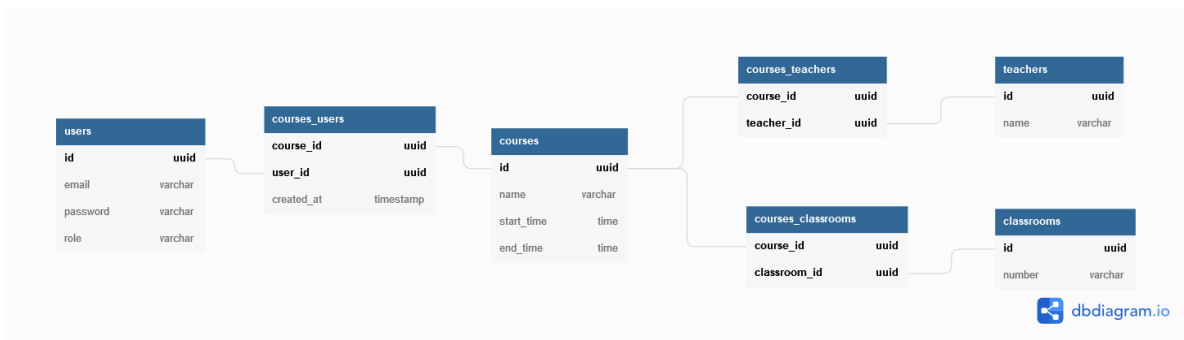 users
id uuid
email varchar
password varchar
role varchar
courses_users
course_id uuid
user_id uuid
created_at timestamp
courses
id uuid
name varchar
start_time time
end_time time
courses_teachers
course_id uuid
teacher_id uuid
teachers
id uuid
name varchar
courses_classrooms
course_id uuid
classroom_id uuid
classrooms
id uuid
number varchar
dbdiagram.io